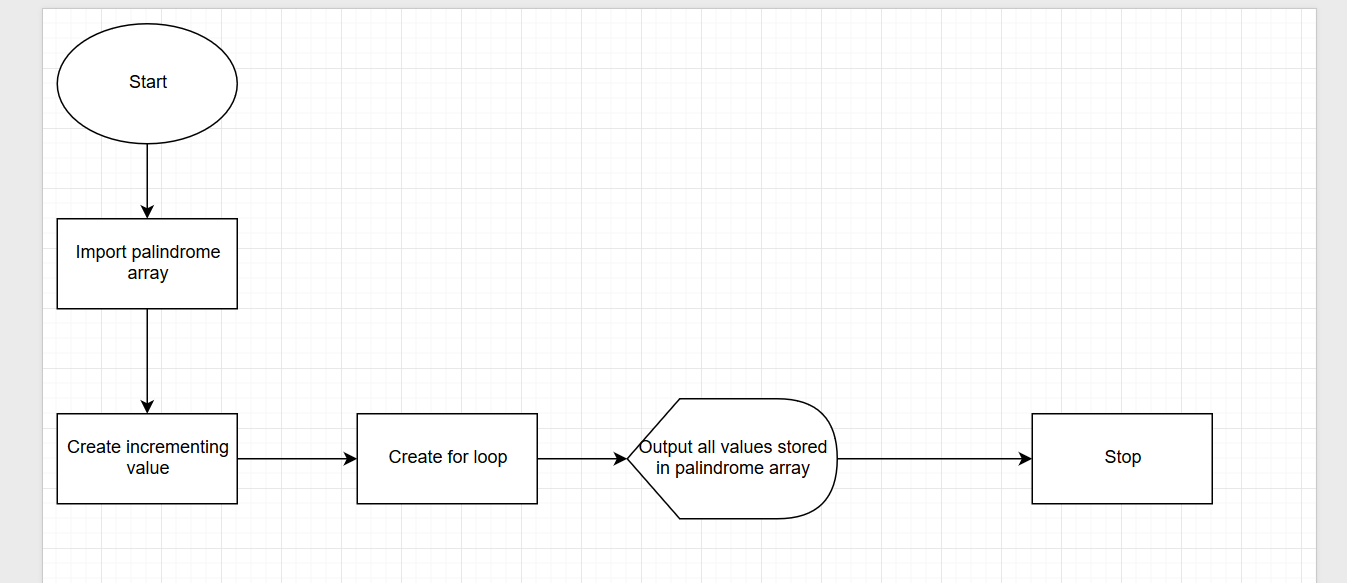 Start
Import palindrome
array
Create incrementing
value
Create for loop
Output all values stored
in palindrome array
Stop